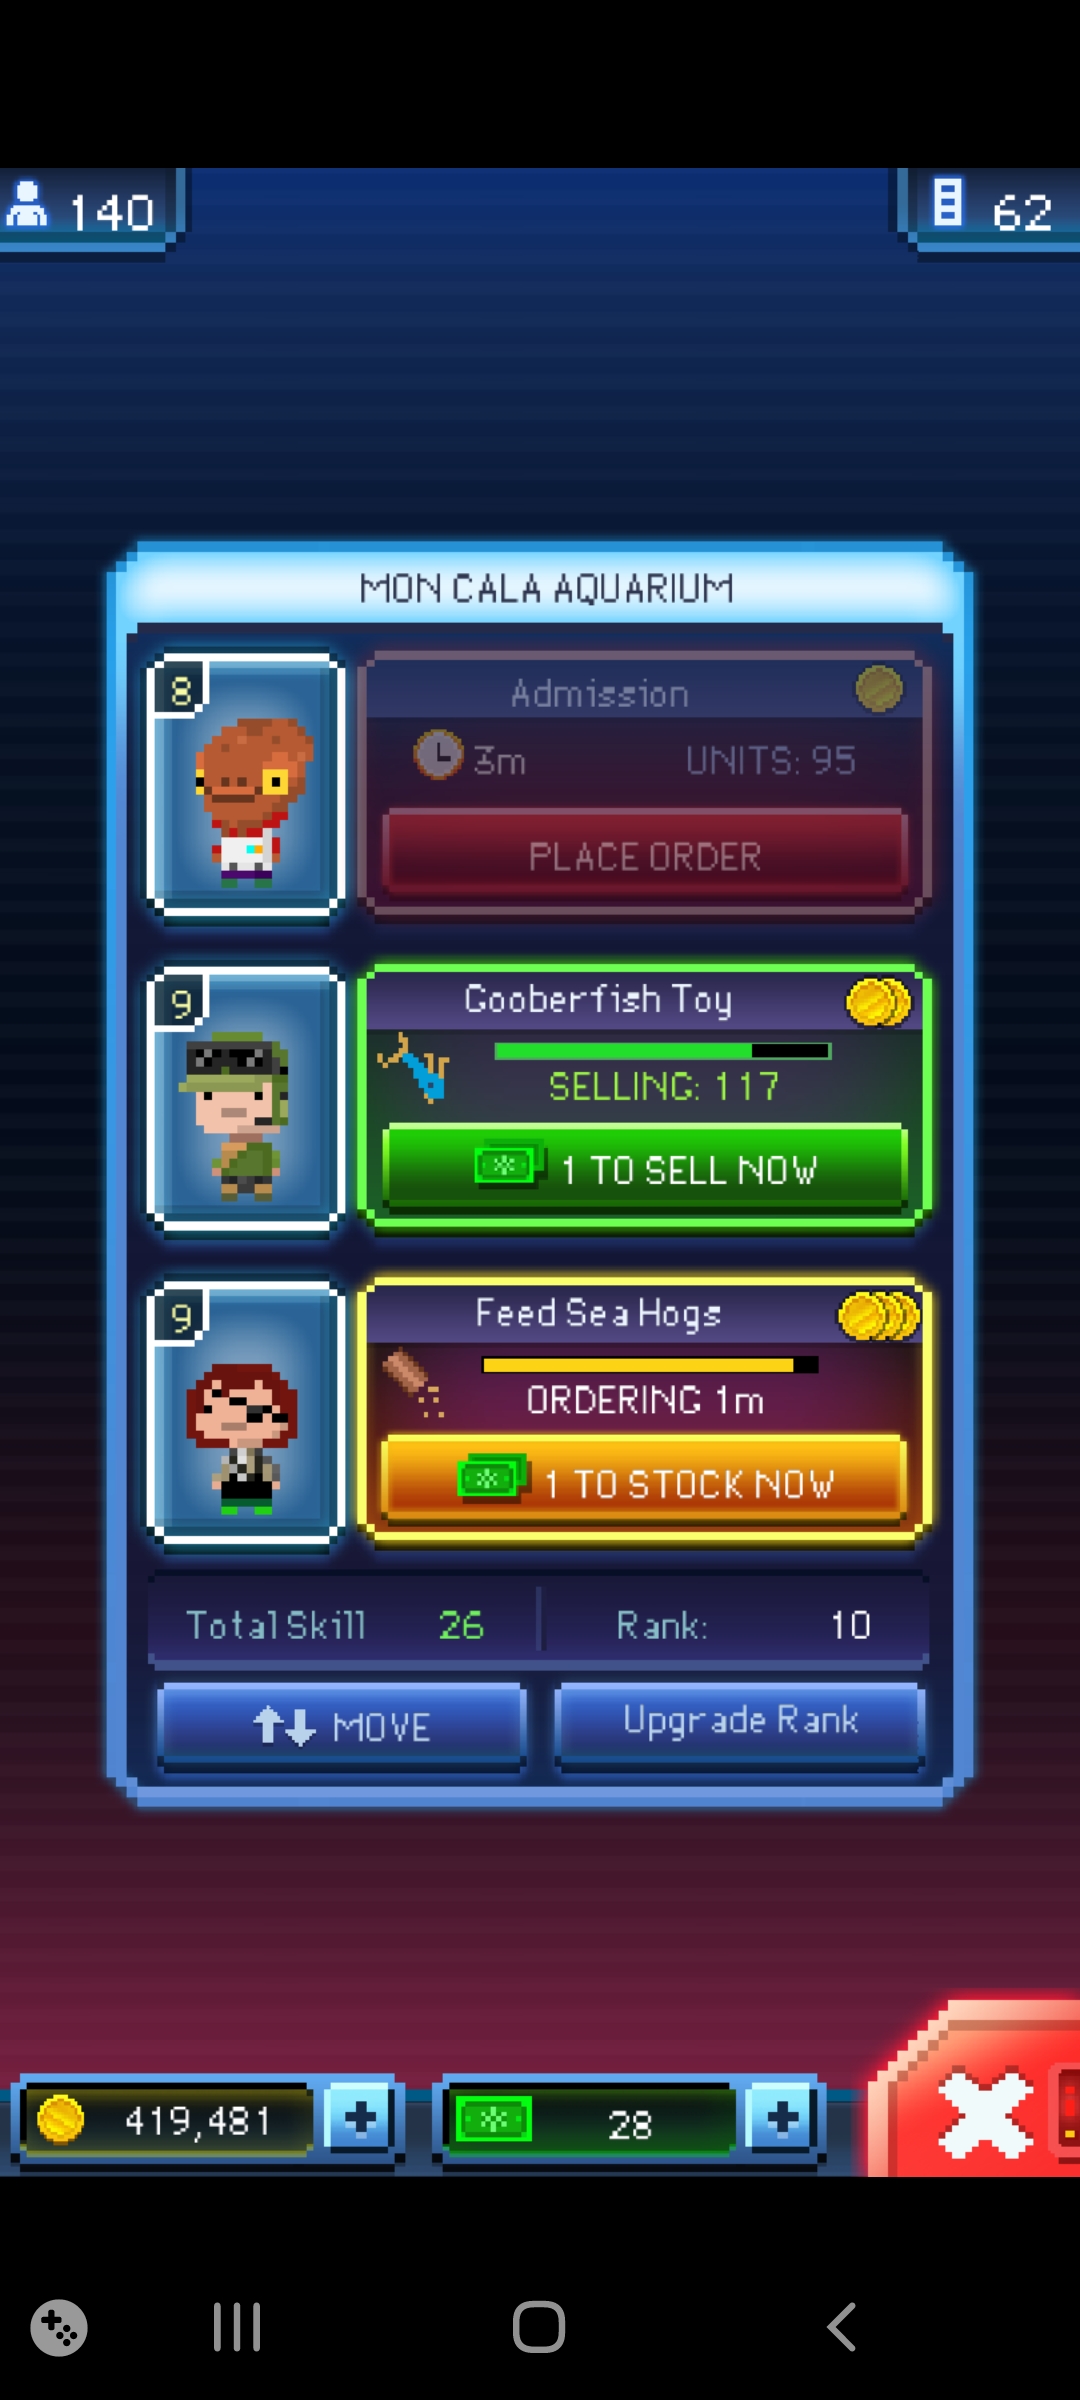 140
62
MON CALA AQUARIUM
8
Admission
3m
UNITS: 95
PLACE ORDER
9
Gooberfish Toy
SELLING: 117
1 TO SELL NOW
9
Feed Sea Hogs
ORDERING 1m
1 TO STOCK NOW
Total Skill 26
Rank: 10
MOVE
Upgrade Rank
419,481
28